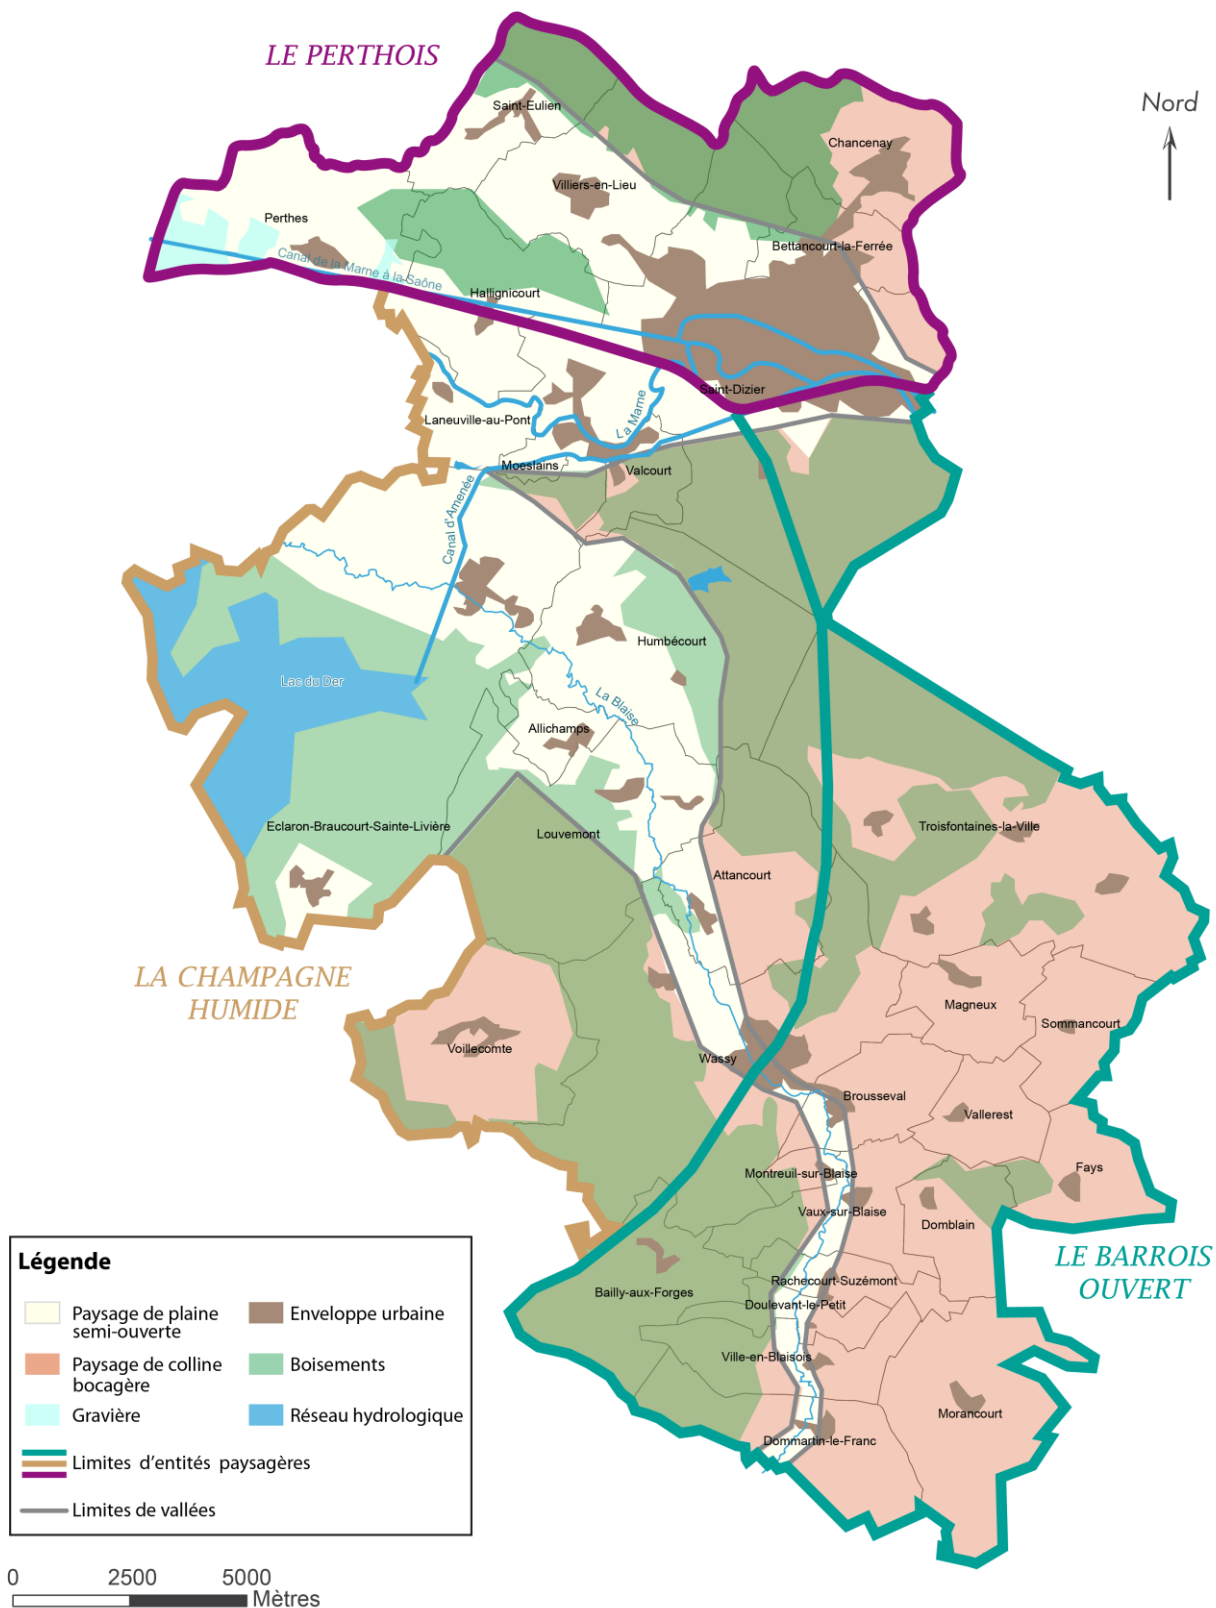 LE PERTHOIS
Nord
Saint-Eulien
Chancenay
Villiers-en-Lieu
Perthes
Bettancourt-la-Ferrée
Canal de la Marne à la Saône
Hallignicourt
Saint-Dizier
La Marne
Laneuville-au-Pont
Moeslains
Valcourt
Canal d'Amenée
Humbécourt
Lac du Der
La Blaise
Allichamps
Eclaron-Braucourt-Sainte-Livière
Louvemont
Troisfontaines-la-Ville
Attancourt
LA CHAMPAGNE
HUMIDE
Magneux
Sommancourt
Voillecomte
Wassy
Brousseval
Vallerest
Montreuil-sur-Blaise
Fays
Vaux-sur-Blaise
Domblain
LE BARROIS
OUVERT
Rachecourt-Suzémont
Bailly-aux-Forges
Doulevant-le-Petit
Ville-en-Blaisois
Morancourt
Dommartin-le-Franc
Légende
Paysage de plaine
semi-ouverte
Enveloppe urbaine
Paysage de colline
bocagère
Boisements
Gravière
Réseau hydrologique
Limites d'entités paysagères
Limites de vallées
0 2500 5000
Mètres